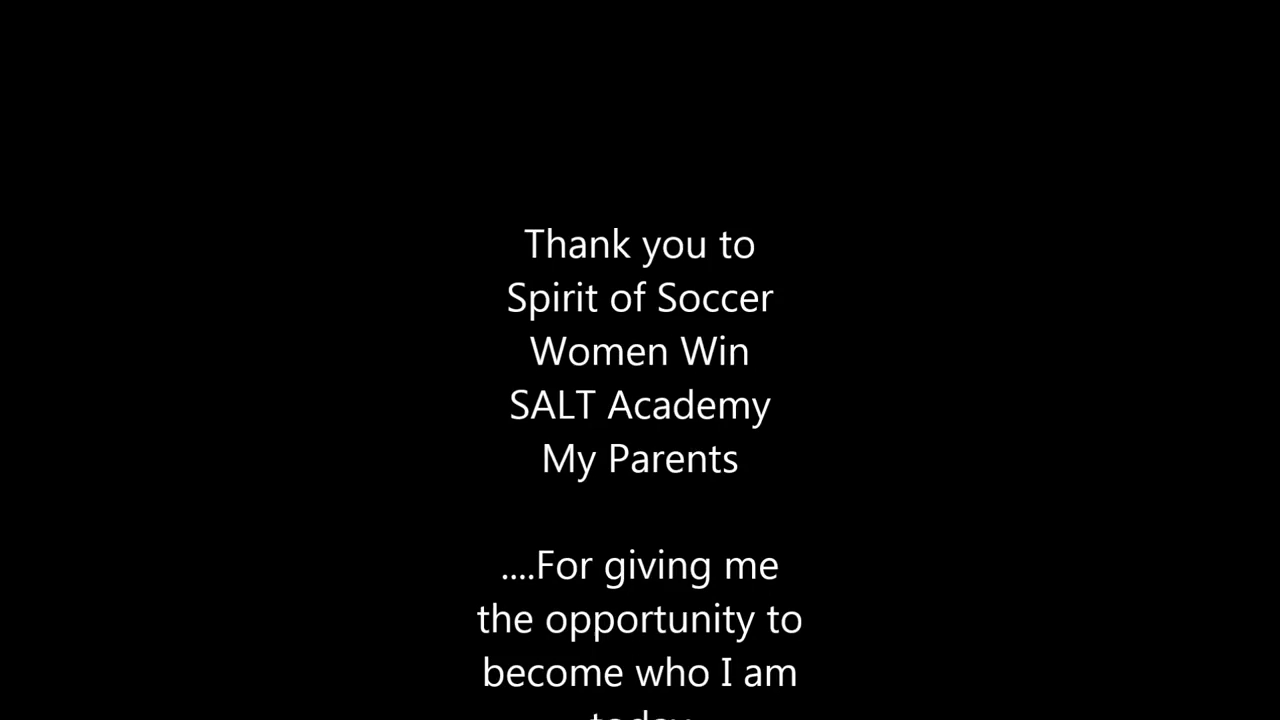 Thank you to
Spirit of Soccer
Women Win
SALT Academy
My Parents
....For giving me
the opportunity to
become who I am
today